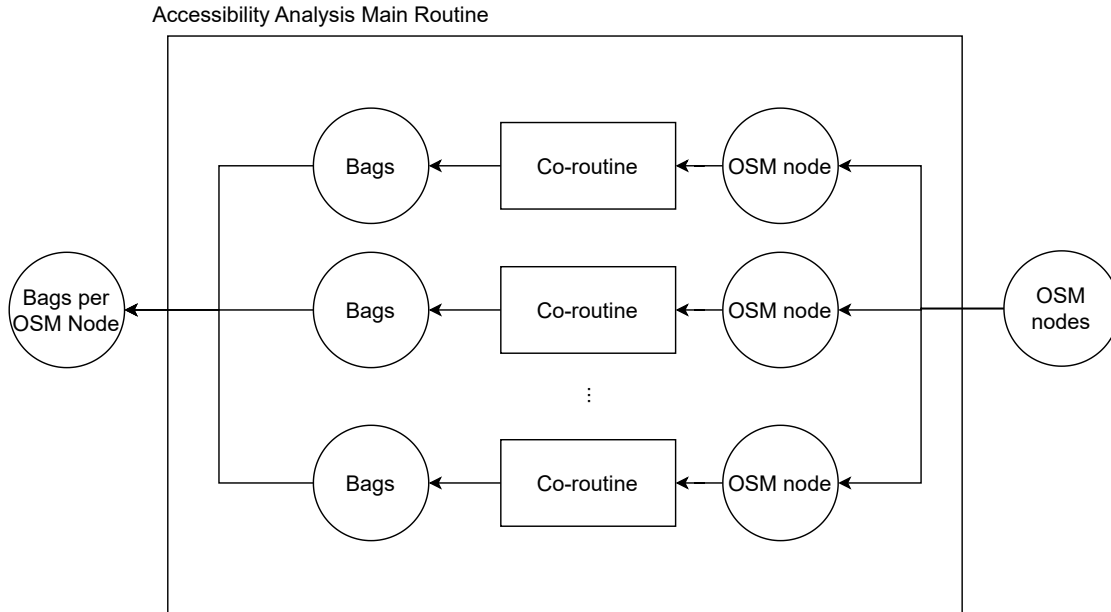 Accessibility Analysis Main Routine
Bags
Co-routine
OSM node
Bags per
OSM Node
Bags
Co-routine
OSM node
OSM
nodes
...
Bags
Co-routine
OSM node